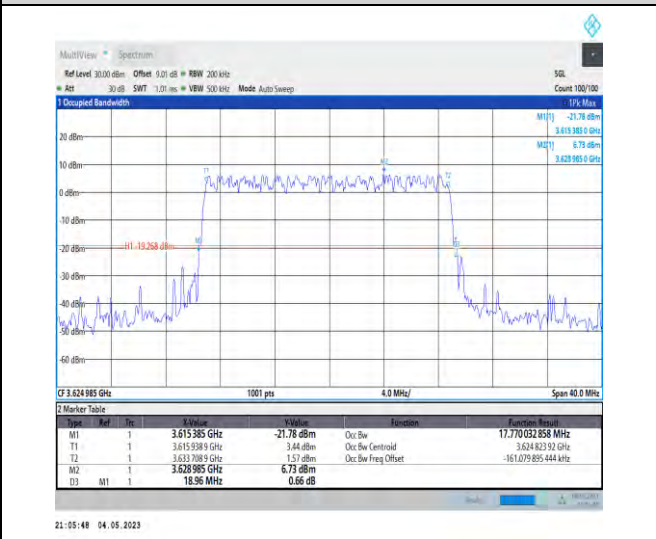 MultiView Spectrum
Ref Level 30.00 dBm Offset 9.01 dB RBW 200 kHz SGL
Att 30 dB SWT 1.01 ms VBW 500 kHz Mode Auto Sweep Count 100/100
1 Occupied Bandwidth 1Pk Max
M1[1] -21.78 dBm
3.615 385 0 GHz
M2[1] 6.73 dBm
3.628 985 0 GHz
20 dBm
10 dBm
0 dBm
-10 dBm
-20 dBm
H1 -19.268 dBm
-30 dBm
-40 dBm
-50 dBm
-60 dBm
T1
M2
T2
CF 3.624 985 GHz 1001 pts 4.0 MHz/ Span 40.0 MHz
2 Marker Table
Type Ref Trc X-Value Y-Value Function Function Result
M1 1 3.615 385 GHz -21.78 dBm Occ Bw 17.770 032 858 MHz
T1 1 3.615 938 9 GHz 3.44 dBm Occ Bw Centroid 3.624 823 92 GHz
T2 1 3.633 708 9 GHz 1.57 dBm Occ Bw Freq Offset -161.079 895 444 kHz
M2 1 3.628 985 GHz 6.73 dBm
D3 M1 1 18.96 MHz 0.66 dB
21:05:48 04.05.2023